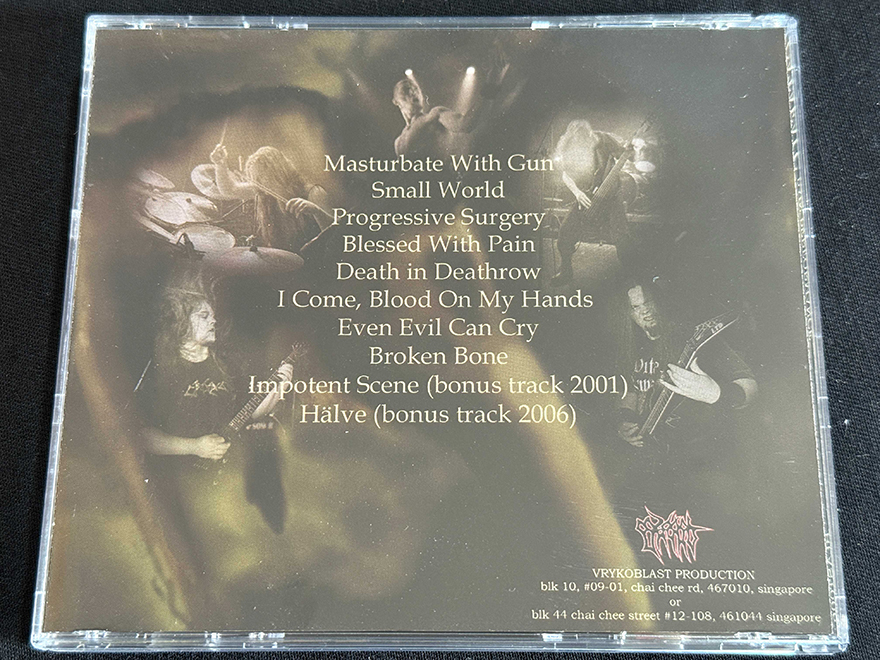 Masturbate With Gun
Small World
Progressive Surgery
Blessed With Pain
Death in Deathrow
I Come, Blood On My Hands
Even Evil Can Cry
Broken Bone
Impotent Scene (bonus track 2001)
Hälve (bonus track 2006)
VRYKOBLAST PRODUCTION
blk 10, #09-01, chai chee rd, 467010, singapore
or
blk 44 chai chee street #12-108, 461044 singapore